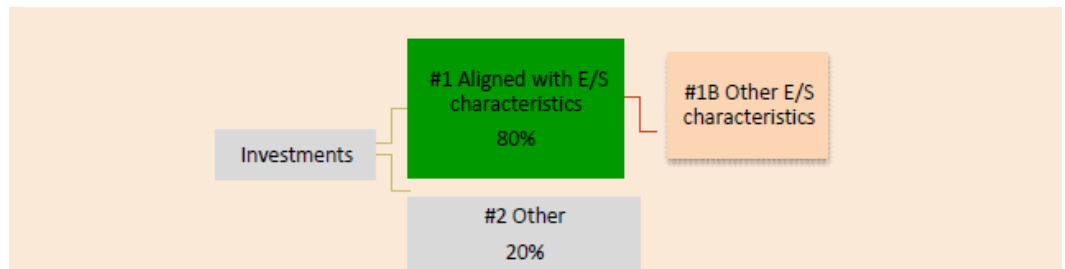 Investments
#1 Aligned with E/S
characteristics
80%
#1B Other E/S
characteristics
#2 Other
20%